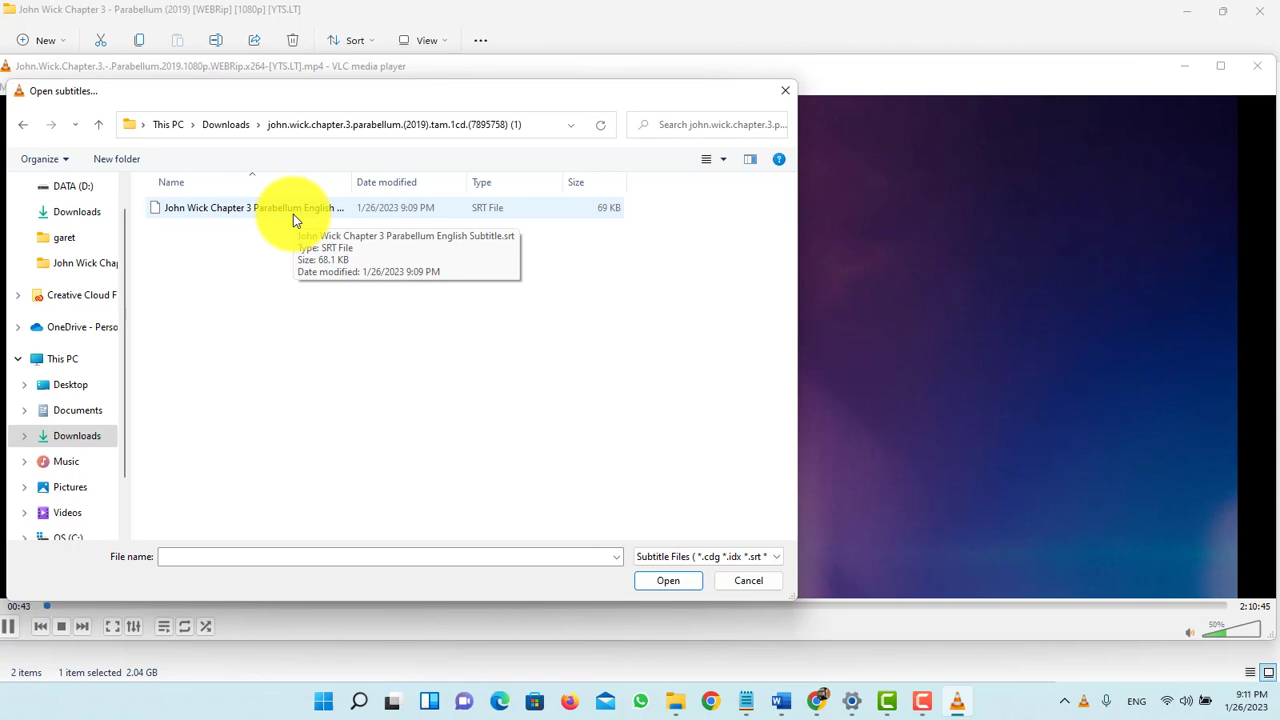 John Wick Chapter 3 - Parabellum (2019) [WEBRip] [1080p] [YTS.LT]
New Sort View
John.Wick.Chapter.3.-.Parabellum.2019.1080p.WEBRip.x264-[YTS.LT].mp4 - VLC media player
Open subtitles...
This PC Downloads john.wick.chapter.3.parabellum.(2019).tam.1cd.(7895758) (1) Search john.wick.chapter.3.p...
Organize New folder
Name Date modified Type Size
DATA (D:)
John Wick Chapter 3 Parabellum English ... 1/26/2023 9:09 PM SRT File 69 KB
Downloads
garet
John Wick Chap
John Wick Chapter 3 Parabellum English Subtitle.srt
Type: SRT File
Size: 68.1 KB
Date modified: 1/26/2023 9:09 PM
Creative Cloud F
OneDrive - Perso
This PC
Desktop
Documents
Downloads
Music
Pictures
Videos
OS (C:)
File name: Subtitle Files ( *.cdg *.idx *.srt *
Open Cancel
00:43 2:10:45
50%
2 items 1 item selected 2.04 GB
ENG 9:11 PM
1/26/2023